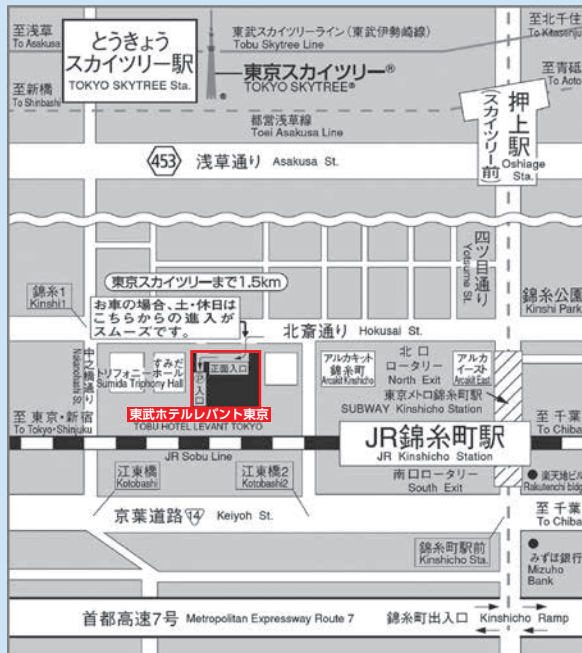 至浅草
To Asakusa
とうきょう
スカイツリー駅
TOKYO SKYTREE Sta.
東武スカイツリーライン(東武伊勢崎線)
Tobu Skytree Line
至北千住
To Kitasenju
至新橋
To Shinbashi
東京スカイツリー®
TOKYO SKYTREE®
至青砥
To Aoto
都営浅草線
Toei Asakusa Line
押上駅
(スカイツリー前)
Oshiage
Sta.
453 浅草通り Asakusa St.
四ツ目通り
Yotsume St.
東京スカイツリーまで1.5km
錦糸1
Kinshi1
お車の場合、土・休日は
こちらからの進入が
スムーズです。
錦糸公園
Kinshi Park
北斎通り Hokusai St.
中之橋通り
トリフォニー
すみだ
ホール
Sumida Triphony Hall
正面入口
P入口
アルカキット
錦糸町
Arcakit Kinshicho
北口
ロータリー
North Exit
アルカ
イースト
Arcakit East
東武ホテルレバント東京
TOBU HOTEL LEVANT TOKYO
東京メトロ錦糸町駅
SUBWAY Kinshicho Station
至東京・新宿
To Tokyo・Shinjuku
JR錦糸町駅
JR Kinshicho Station
至千葉
To Chiba
JR Sobu Line
江東橋
Kotobashi
江東橋2
Kotobashi2
南口ロータリー
South Exit
楽天地ビル
Rakutenchi bldg
京葉道路 14 Keiyoh St.
至千葉
To Chiba
錦糸町駅前
Kinshicho Sta.
みずほ銀行
Mizuho
Bank
首都高速7号 Metropolitan Expressway Route 7
錦糸町出入口 Kinshicho Ramp